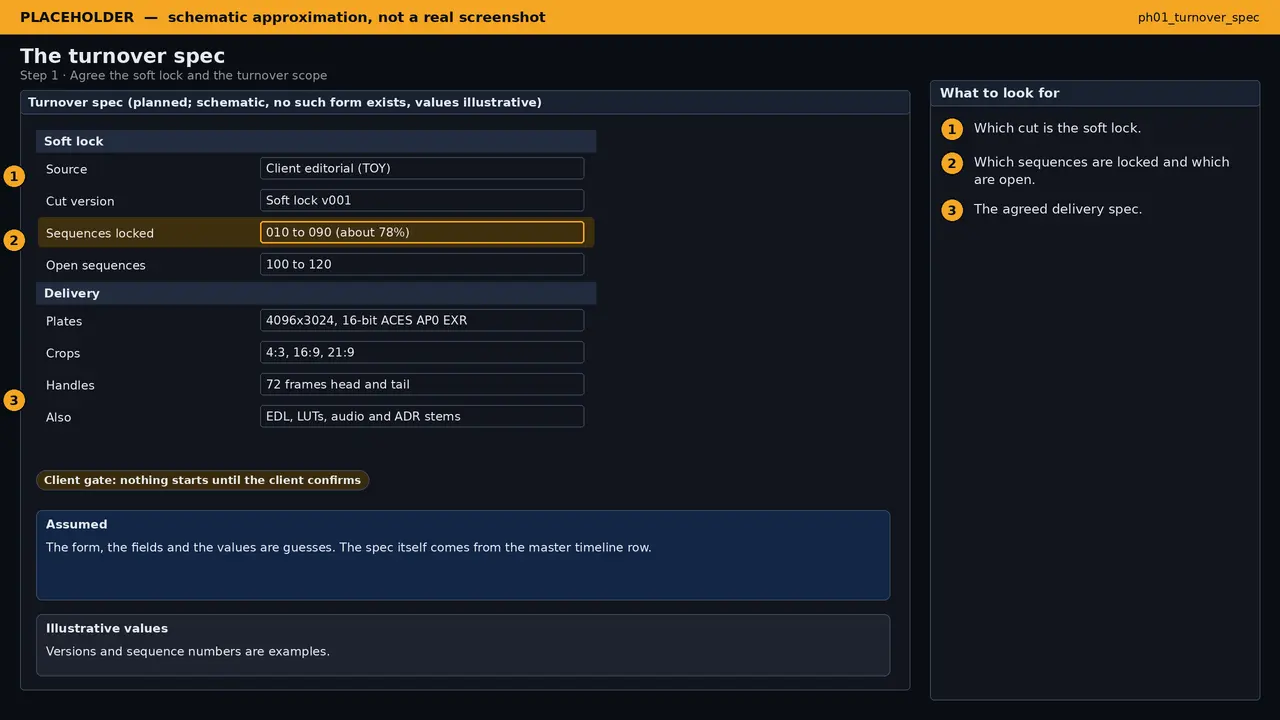 PLACEHOLDER — schematic approximation, not a real screenshot
ph01_turnover_spec
The turnover spec
Step 1 · Agree the soft lock and the turnover scope
Turnover spec (planned; schematic, no such form exists, values illustrative)
Soft lock
1
Source
Client editorial (TOY)
Cut version
Soft lock v001
2
Sequences locked
010 to 090 (about 78%)
Open sequences
100 to 120
Delivery
Plates
4096x3024, 16-bit ACES AP0 EXR
Crops
4:3, 16:9, 21:9
3
Handles
72 frames head and tail
Also
EDL, LUTs, audio and ADR stems
Client gate: nothing starts until the client confirms
Assumed
The form, the fields and the values are guesses. The spec itself comes from the master timeline row.
Illustrative values
Versions and sequence numbers are examples.
What to look for
1 Which cut is the soft lock.
2 Which sequences are locked and which
are open.
3 The agreed delivery spec.